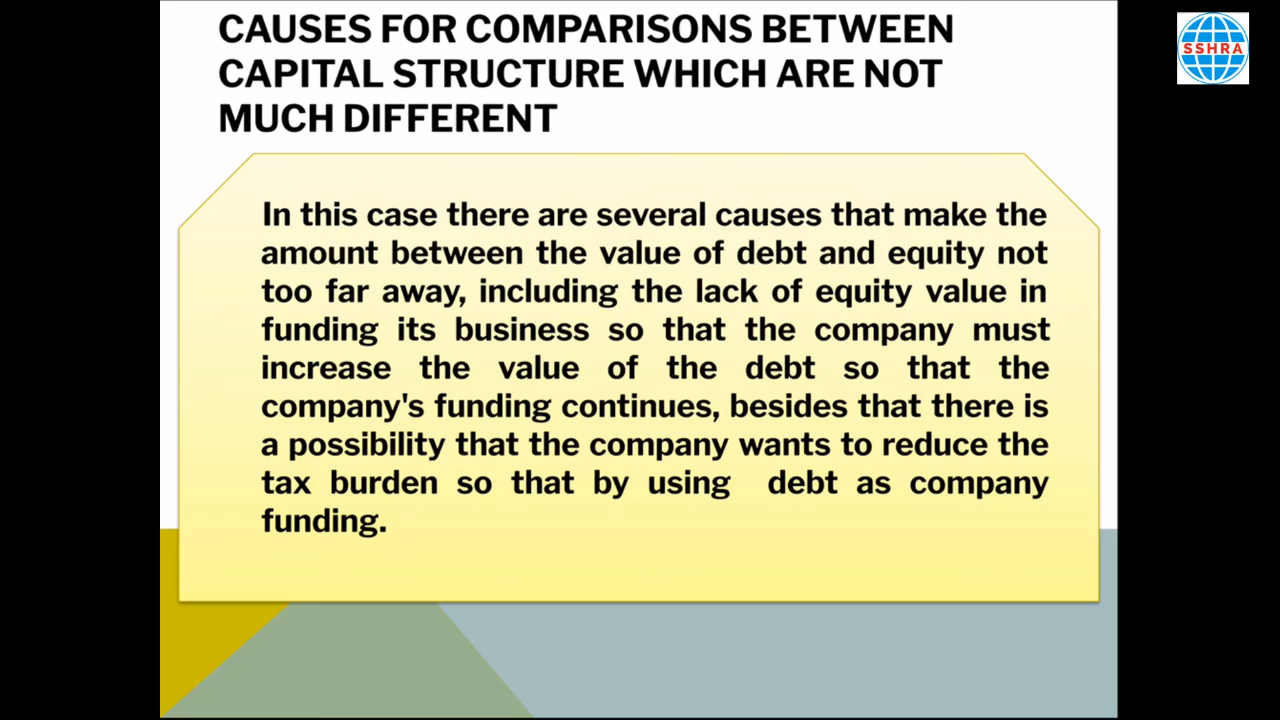 CAUSES FOR COMPARISONS BETWEEN
CAPITAL STRUCTURE WHICH ARE NOT
MUCH DIFFERENT
SSHRA
In this case there are several causes that make the
amount between the value of debt and equity not
too far away, including the lack of equity value in
funding its business so that the company must
increase the value of the debt so that the
company's funding continues, besides that there is
a possibility that the company wants to reduce the
tax burden so that by using debt as company
funding.